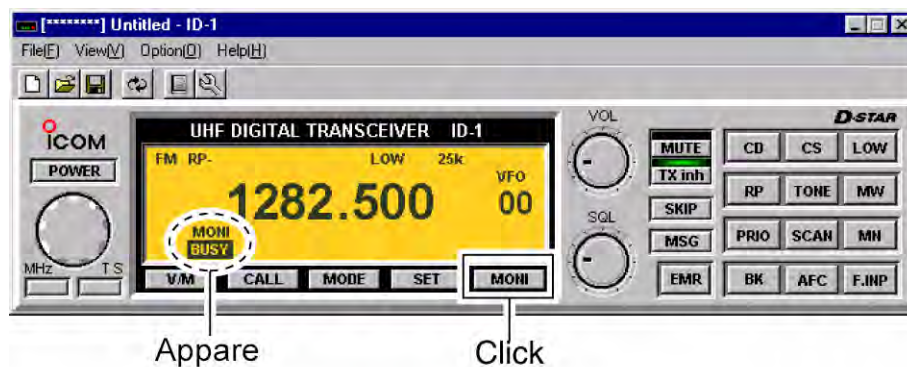 [********] Untitled - ID-1
File(F) View(V) Option(O) Help(H)
ICOM
POWER
MHz TS
UHF DIGITAL TRANSCEIVER ID-1
FM RP- LOW 25k
VFO
1282.500 00
MONI
BUSY
V/M CALL MODE SET MONI
VOL
SQL
MUTE
TX inh
SKIP
MSG
EMR
D-STAR
CD CS LOW
RP TONE MW
PRIO SCAN MN
BK AFC F.INP
Appare Click